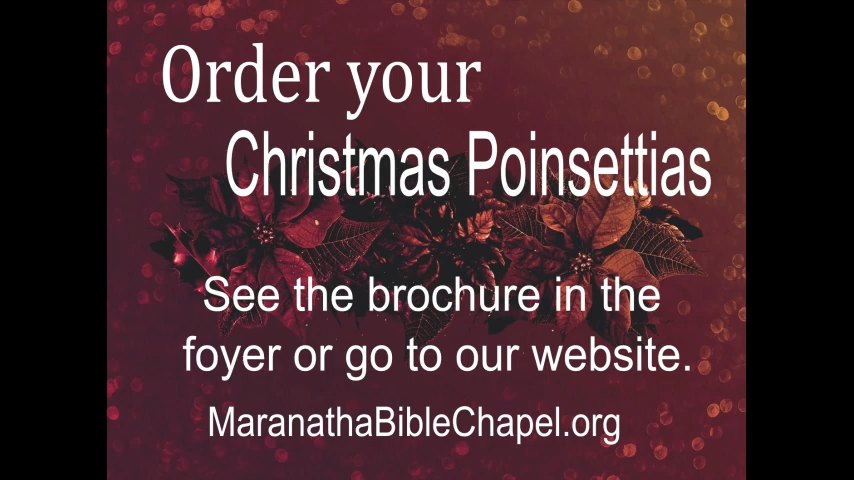 Order your
Christmas Poinsettias
See the brochure in the
foyer or go to our website.
MaranathaBibleChapel.org